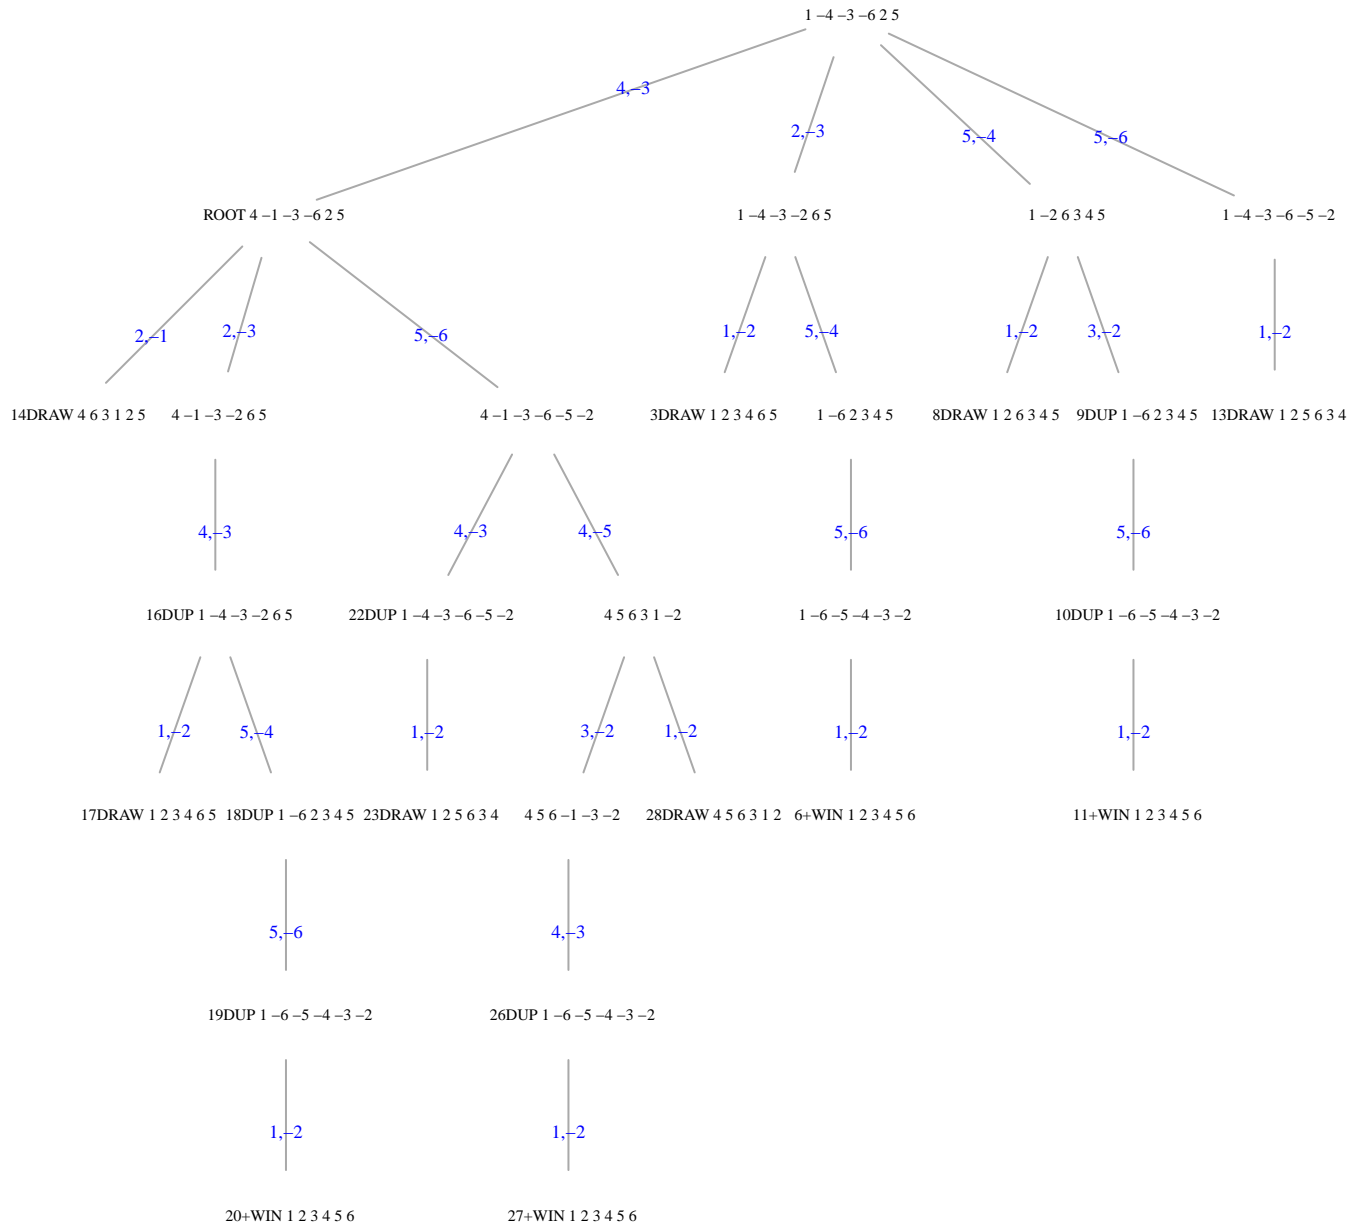 1 –4 –3 –6 2 5
4,–3
2,–3
5,–4
5,–6
ROOT 4 –1 –3 –6 2 5
1 –4 –3 –2 6 5
1 –2 6 3 4 5
1 –4 –3 –6 –5 –2
2,–1
2,–3
5,–6
1,–2
5,–4
1,–2
3,–2
1,–2
14DRAW 4 6 3 1 2 5
4 –1 –3 –2 6 5
4 –1 –3 –6 –5 –2
3DRAW 1 2 3 4 6 5
1 –6 2 3 4 5
8DRAW 1 2 6 3 4 5
9DUP 1 –6 2 3 4 5
13DRAW 1 2 5 6 3 4
4,–3
4,–3
4,–5
5,–6
5,–6
16DUP 1 –4 –3 –2 6 5
22DUP 1 –4 –3 –6 –5 –2
4 5 6 3 1 –2
1 –6 –5 –4 –3 –2
10DUP 1 –6 –5 –4 –3 –2
1,–2
5,–4
1,–2
3,–2
1,–2
1,–2
1,–2
17DRAW 1 2 3 4 6 5
18DUP 1 –6 2 3 4 5
23DRAW 1 2 5 6 3 4
4 5 6 –1 –3 –2
28DRAW 4 5 6 3 1 2
6+WIN 1 2 3 4 5 6
11+WIN 1 2 3 4 5 6
5,–6
4,–3
19DUP 1 –6 –5 –4 –3 –2
26DUP 1 –6 –5 –4 –3 –2
1,–2
1,–2
20+WIN 1 2 3 4 5 6
27+WIN 1 2 3 4 5 6